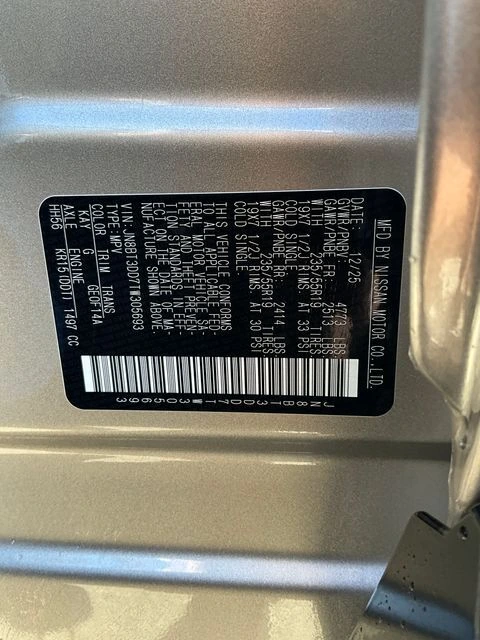 MFD BY NISSAN MOTOR CO.,LTD.
DATE: 12/25
GVWR/PNBV: 4773 LBS
GAWR/PNBE FR: 2513 LBS
WITH 235/55R19 TIRES
19X7 1/2J RIMS AT 33 PSI
COLD SINGLE
GAWR/PNBE RR: 2414 LBS
WITH 235/55R19 TIRES
19X7 1/2J RIMS AT 30 PSI
COLD SINGLE
THIS VEHICLE CONFORMS
TO ALL APPLICABLE FED-
ERAL MOTOR VEHICLE SA-
FETY AND THEFT PREVEN-
TION STANDARDS IN EFF-
ECT ON THE DATE OF MA-
NUFACTURE SHOWN ABOVE.
VIN: JN8BT3DD7TW305693
TYPE: MPV
COLOR TRIM TRANS
KAY G GE0F14A
AXLE ENGINE
HH56 KR15DDT 1497 CC
JN8BT3DD7TW305693